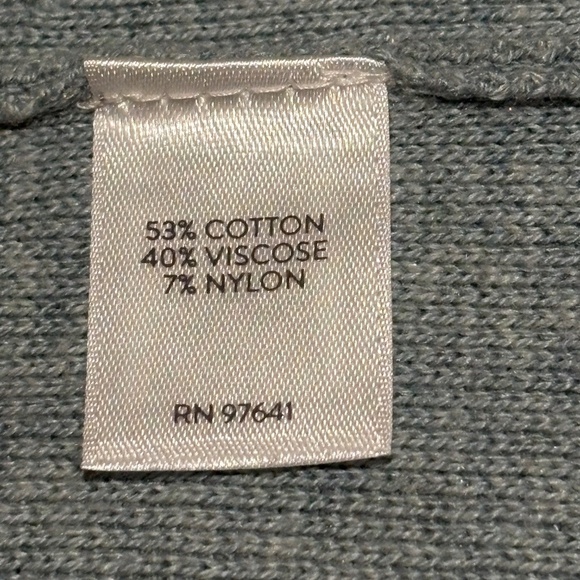 53% COTTON
40% VISCOSE
7% NYLON
RN 97641